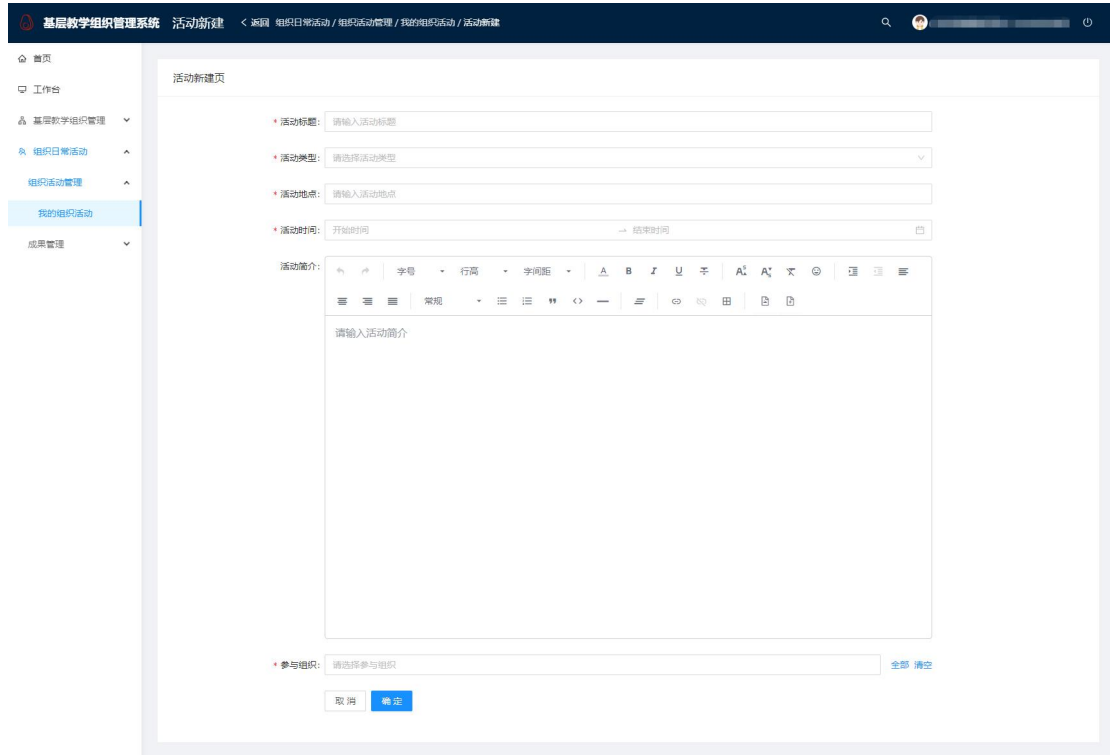 基层教学组织管理系统 活动新建 < 返回 组织日常活动 / 组织活动管理 / 我的组织活动 / 活动新建
首页
工作台
基层教学组织管理
组织日常活动
组织活动管理
我的组织活动
成果管理
活动新建页
* 活动标题: 请输入活动标题
* 活动类型: 请选择活动类型
* 活动地点: 请输入活动地点
* 活动时间: 开始时间 → 结束时间
活动简介: 字号 行高 字间距
常规
请输入活动简介
* 参与组织: 请选择参与组织 全部 清空
取 消 确 定